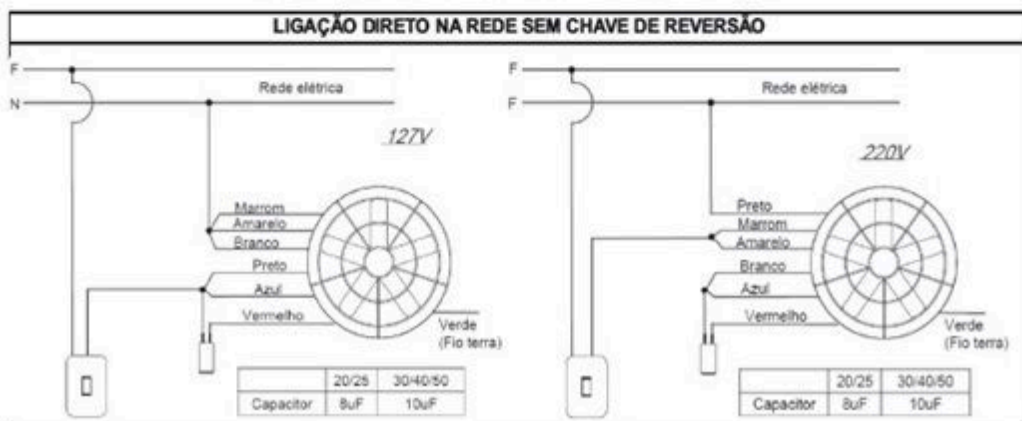 LIGAÇÃO DIRETO NA REDE SEM CHAVE DE REVERSÃO
F
Rede elétrica
N
127V
Marrom
Amarelo
Branco
Preto
Azul
Vermelho
Verde
(Fio terra)
20/25 30/40/50
Capacitor 8uF 10uF
F
Rede elétrica
F
220V
Preto
Marrom
Amarelo
Branco
Azul
Vermelho
Verde
(Fio terra)
20/25 30/40/50
Capacitor 8uF 10uF